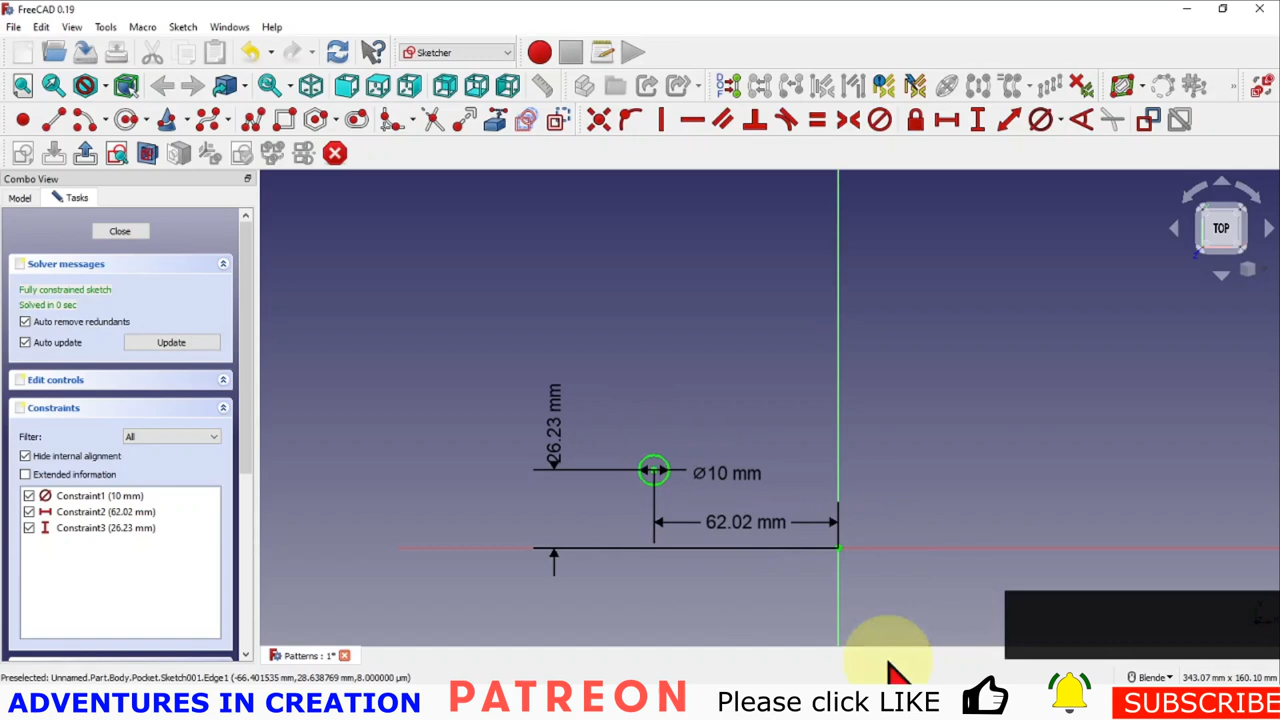 FreeCAD 0.19
File Edit View Tools Macro Sketch Windows Help
Sketcher
Combo View
Model Tasks
Close
Solver messages
Fully constrained sketch
Solved in 0 sec
Auto remove redundants
Auto update Update
Edit controls
Constraints
Filter: All
Hide internal alignment
Extended information
Constraint1 (10 mm)
Constraint2 (62.02 mm)
Constraint3 (26.23 mm)
TOP
26.23 mm
⌀10 mm
62.02 mm
Patterns : 1*
Preselected: Unnamed.Part.Body.Pocket.Sketch001.Edge1 (-66.401535 mm,28.638769 mm,8.000000 µm)
Blende 343.07 mm x 160.10 mm
ADVENTURES IN CREATION PATREON Please click LIKE SUBSCRIBE